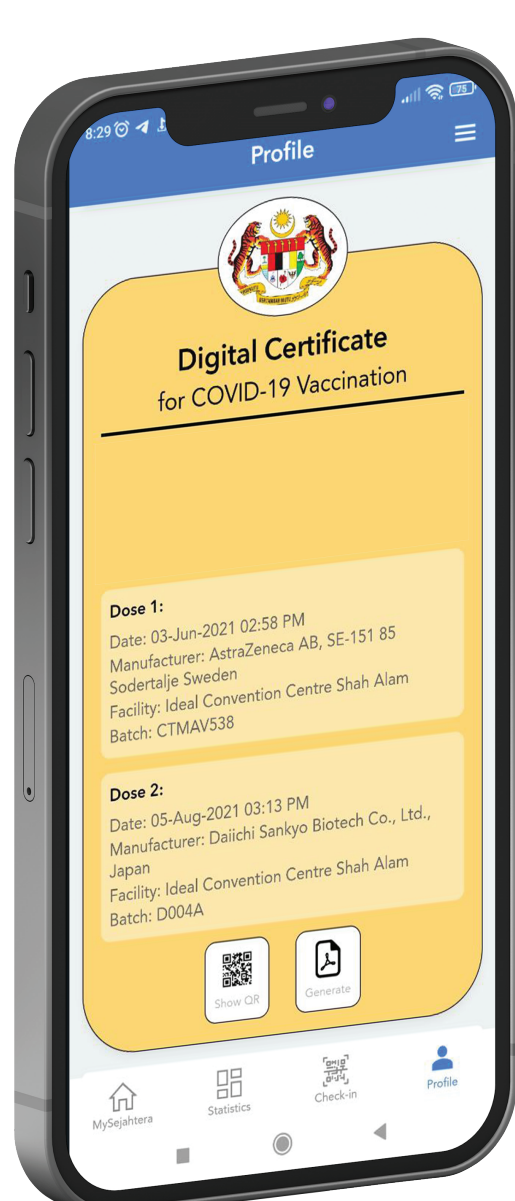 8:29
75
Profile
Digital Certificate
for COVID-19 Vaccination
Dose 1:
Date: 03-Jun-2021 02:58 PM
Manufacturer: AstraZeneca AB, SE-151 85
Sodertalje Sweden
Facility: Ideal Convention Centre Shah Alam
Batch: CTMAV538
Dose 2:
Date: 05-Aug-2021 03:13 PM
Manufacturer: Daiichi Sankyo Biotech Co., Ltd.,
Japan
Facility: Ideal Convention Centre Shah Alam
Batch: D004A
Show QR
Generate
MySejahtera
Statistics
Check-in
Profile